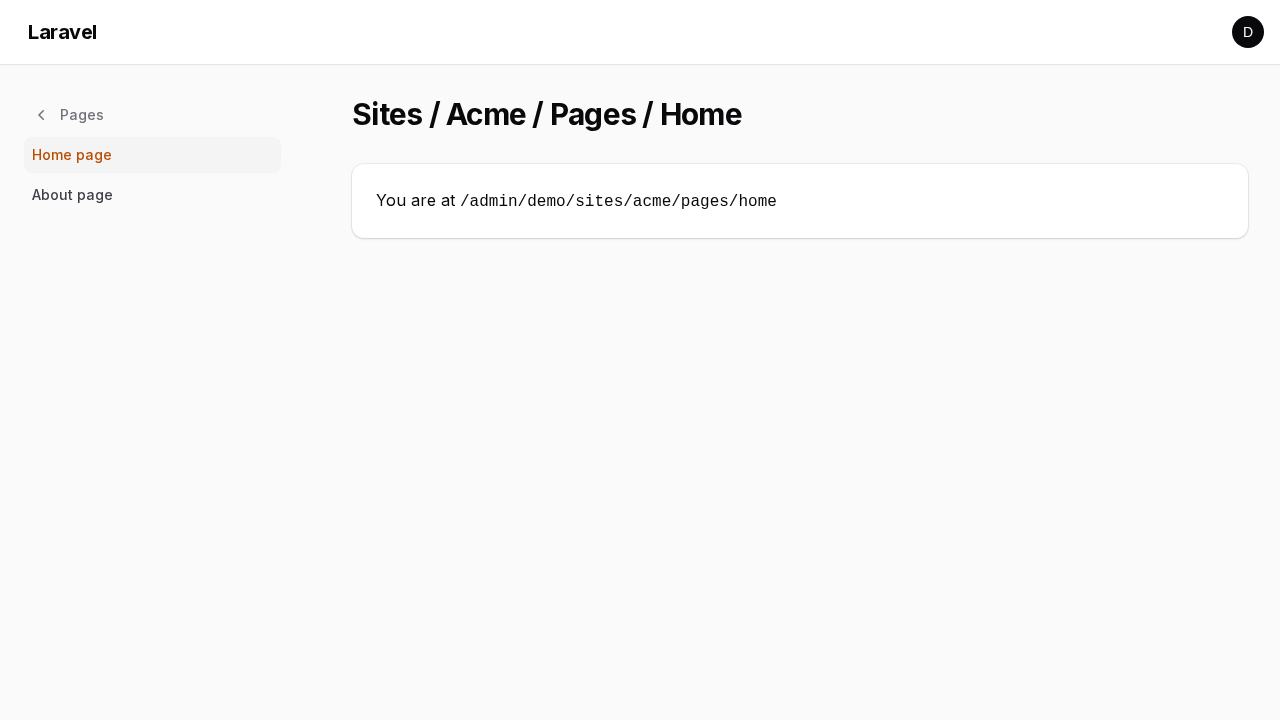 Laravel
D
Pages
Home page
About page
Sites / Acme / Pages / Home
You are at /admin/demo/sites/acme/pages/home